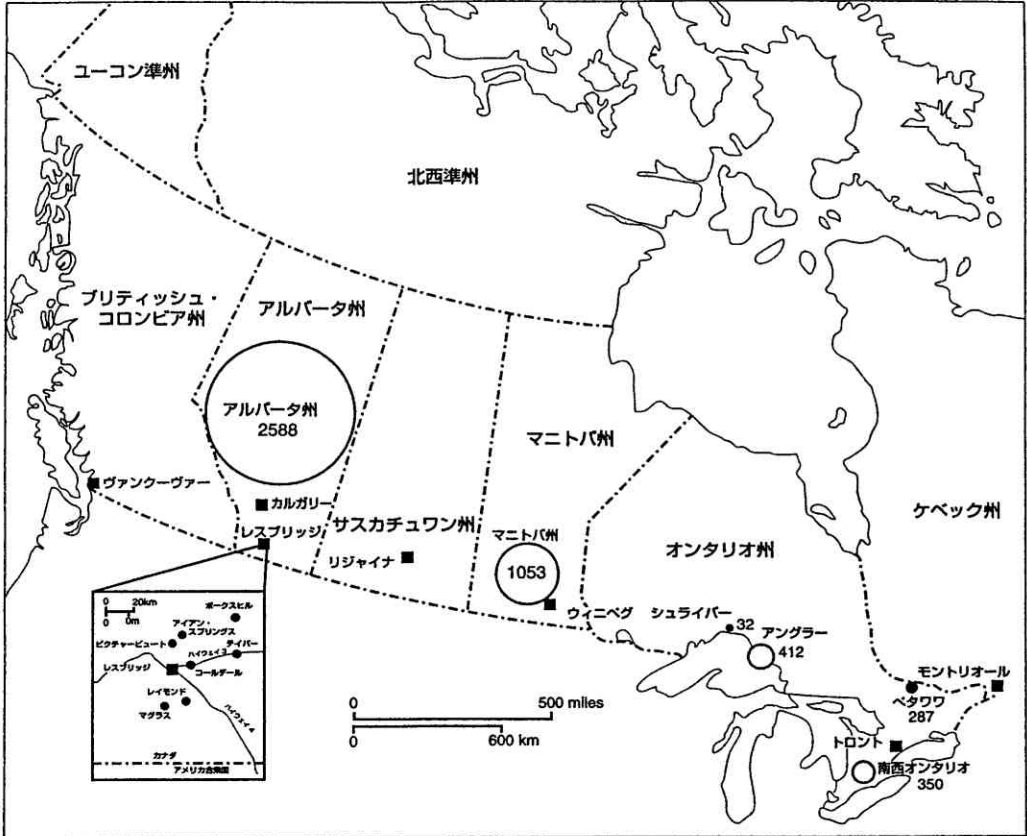 ユーコン準州
北西準州
ブリティッシュ・
コロンビア州
アルバータ州
アルバータ州
2588
マニトバ州
ヴァンクーヴァー
カルガリー
レスブリッジ
サスカチュワン州
リジャイナ
マニトバ州
1053
ウィニペグ
オンタリオ州
ケベック州
シュライバー
32
アングラー
412
モントリオール
ペタワワ
287
トロント
南西オンタリオ
350
0 20km
0 0m
ボークスヒル
アイアン・
スプリングス
ピクチャービュート
ハイウェイ3
テイバー
レスブリッジ
コールデール
レイモンド
マグラス
ハイウェイ4
カナダ
アメリカ合衆国
0 500 miles
0 600 km